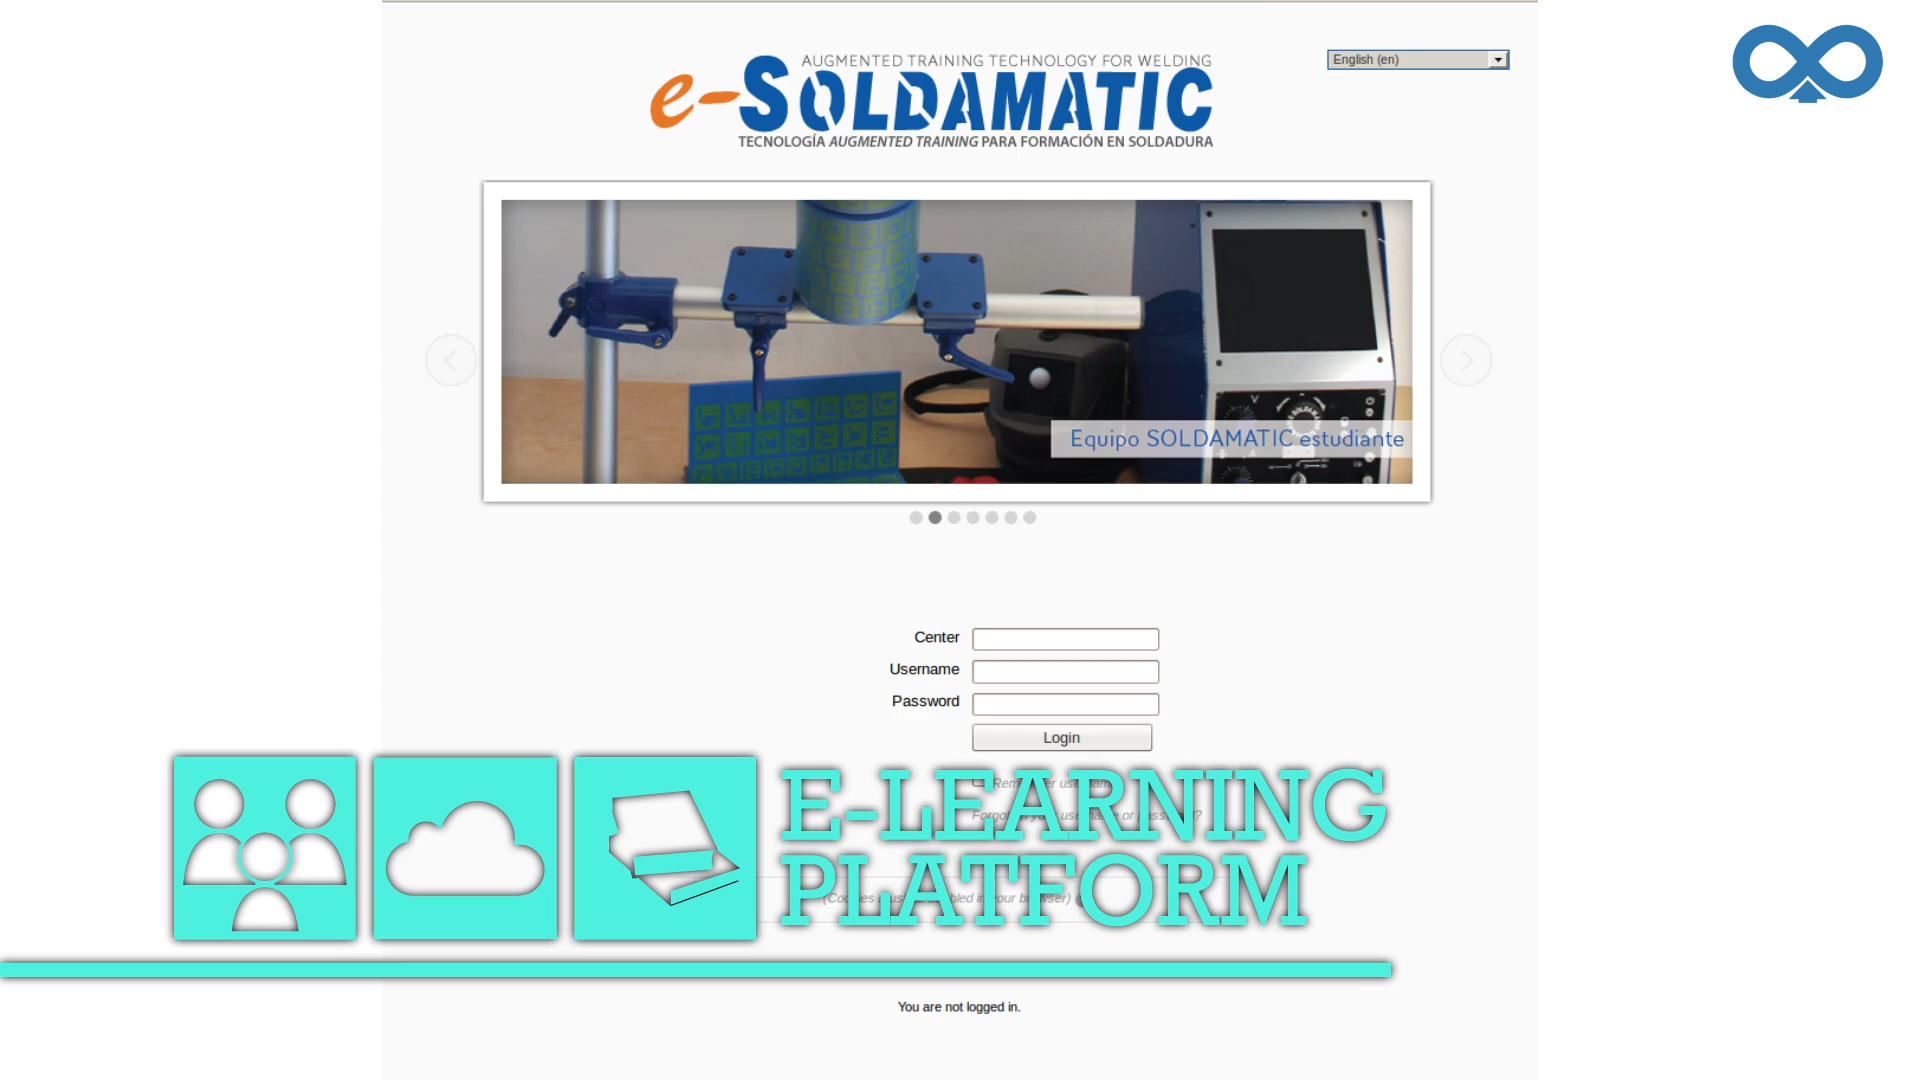 AUGMENTED TRAINING TECHNOLOGY FOR WELDING
e-SOLDAMATIC
TECNOLOGÍA AUGMENTED TRAINING PARA FORMACIÓN EN SOLDADURA
English (en)
Equipo SOLDAMATIC estudiante
Center
Username
Password
Login
E-LEARNING
PLATFORM
You are not logged in.